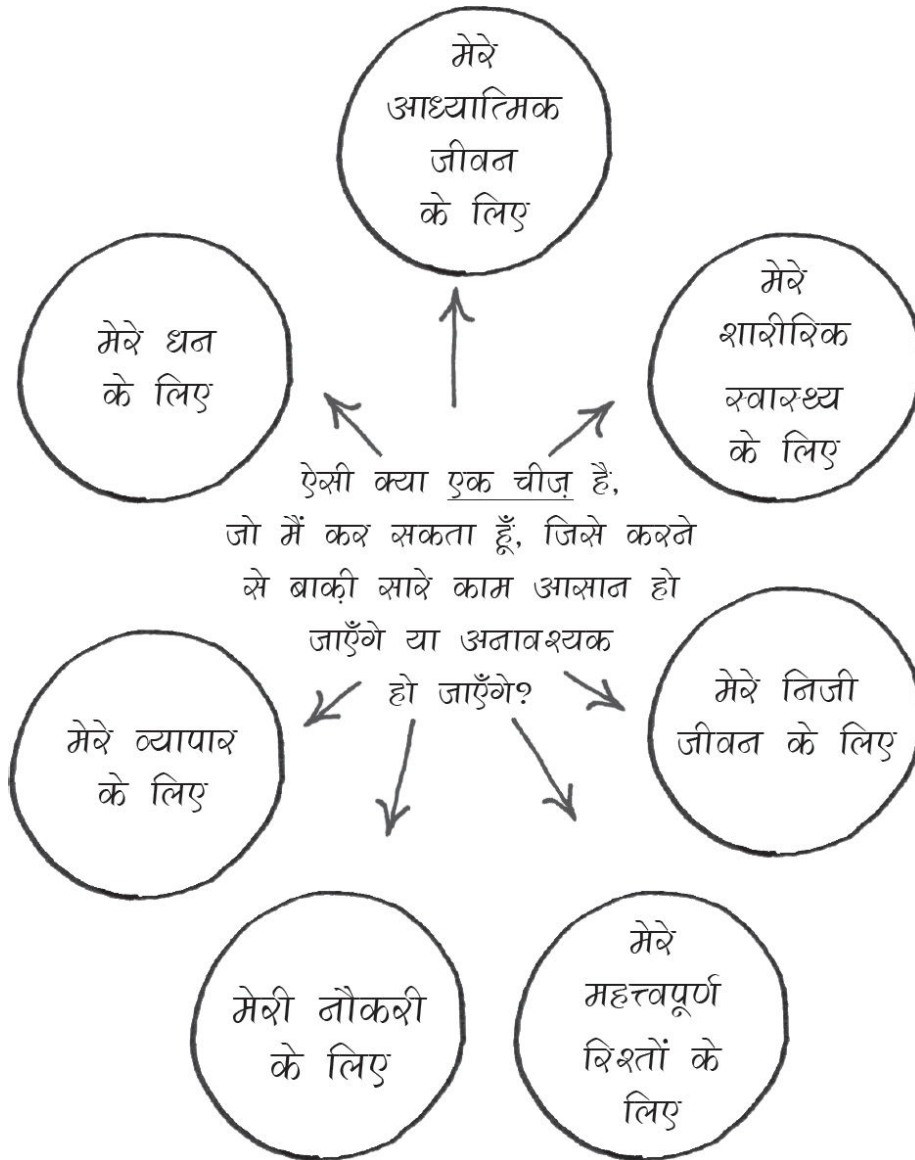 मेरे
आध्यात्मिक
जीवन
के लिए
मेरे
शारीरिक
स्वास्थ्य
के लिए
मेरे धन
के लिए
ऐसी क्या एक चीज़ है,
जो मैं कर सकता हूँ, जिसे करने
से बाक़ी सारे काम आसान हो
जाएँगे या अनावश्यक
हो जाएँगे?
मेरे निजी
जीवन के लिए
मेरे व्यापार
के लिए
मेरी नौकरी
के लिए
मेरे
महत्त्वपूर्ण
रिश्तों के
लिए